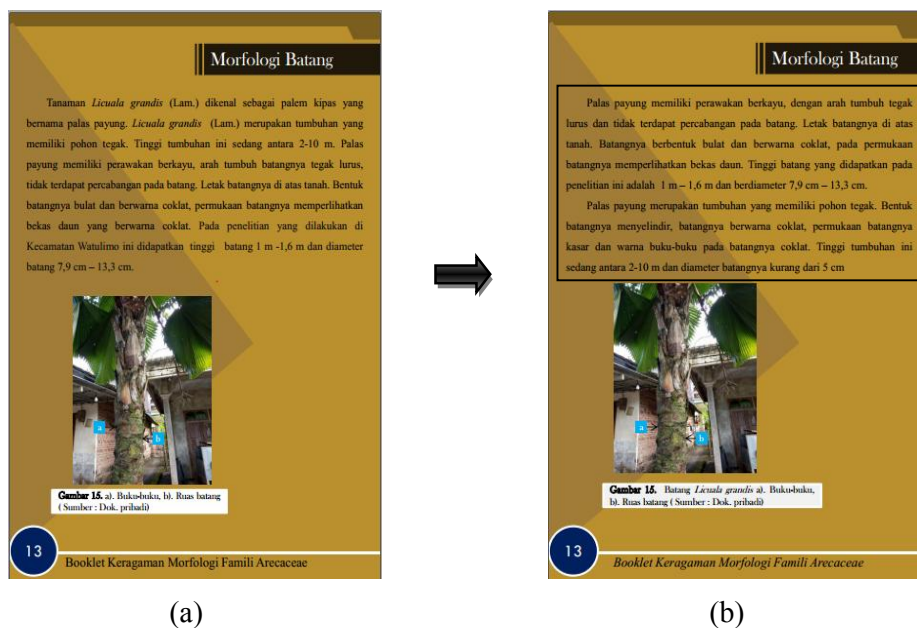 Morfologi Batang
Tanaman Licuala grandis (Lam.) dikenal sebagai palem kipas yang
bernama palas payung. Licuala grandis (Lam.) merupakan tumbuhan yang
memiliki pohon tegak. Tinggi tumbuhan ini sedang antara 2-10 m. Palas
payung memiliki perawakan berkayu, arah tumbuh batangnya tegak lurus,
tidak terdapat percabangan pada batang. Letak batangnya di atas tanah. Bentuk
batangnya bulat dan berwarna coklat, permukaan batangnya memperlihatkan
bekas daun yang berwarna coklat. Pada penelitian yang dilakukan di
Kecamatan Watulimo ini didapatkan tinggi batang 1 m -1,6 m dan diameter
batang 7,9 cm – 13,3 cm.
a
b
Gambar 15. a). Buku-buku, b). Ruas batang
( Sumber : Dok. pribadi)
13
Booklet Keragaman Morfologi Famili Arecaceae
(a)
Morfologi Batang
Palas payung memiliki perawakan berkayu, dengan arah tumbuh tegak
lurus dan tidak terdapat percabangan pada batang. Letak batangnya di atas
tanah. Batangnya berbentuk bulat dan berwarna coklat, pada permukaan
batangnya memperlihatkan bekas daun. Tinggi batang yang didapatkan pada
penelitian ini adalah 1 m – 1,6 m dan berdiameter 7,9 cm – 13,3 cm.
Palas payung merupakan tumbuhan yang memiliki pohon tegak. Bentuk
batangnya menyelindir, batangnya berwarna coklat, permukaan batangnya
kasar dan warna buku-buku pada batangnya coklat. Tinggi tumbuhan ini
sedang antara 2-10 m dan diameter batangnya kurang dari 5 cm
a
b
Gambar 15. Batang Licuala grandis a). Buku-buku,
b). Ruas batang ( Sumber : Dok. pribadi)
13
Booklet Keragaman Morfologi Famili Arecaceae
(b)